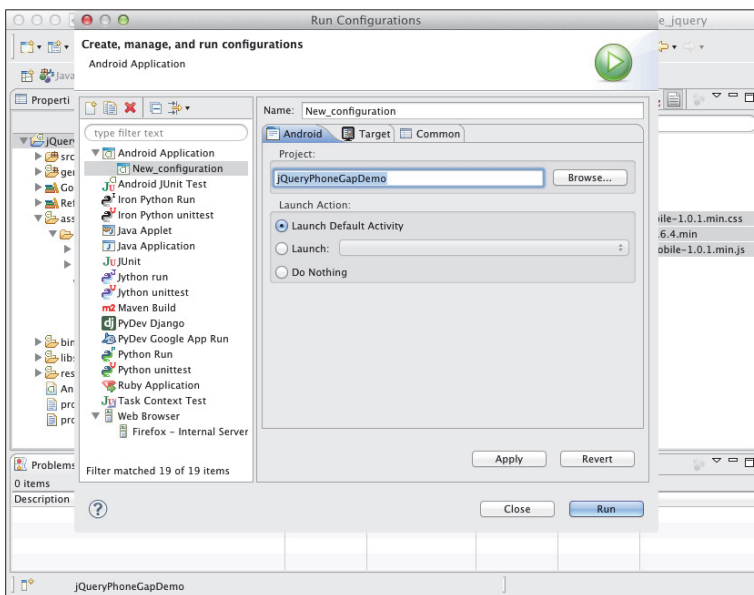 Run Configurations
e_jquery
Create, manage, and run configurations
Android Application
Java
Properti
type filter text
Android Application
New_configuration
Android JUnit Test
Iron Python Run
Iron Python unittest
Java Applet
Java Application
JUnit
Jython run
Jython unittest
Maven Build
PyDev Django
PyDev Google App Run
Python Run
Python unittest
Ruby Application
Task Context Test
Web Browser
Firefox - Internal Server
Filter matched 19 of 19 items
Name: New_configuration
Android Target Common
Project:
jQueryPhoneGapDemo Browse...
Launch Action:
Launch Default Activity
Launch:
Do Nothing
Apply Revert
Close Run
jQuer
src
ger
Go
Ref
ass
bin
libs
res
An
pro
pro
ile-1.0.1.min.css
.6.4.min
obile-1.0.1.min.js
Problems
0 items
Description
jQueryPhoneGapDemo